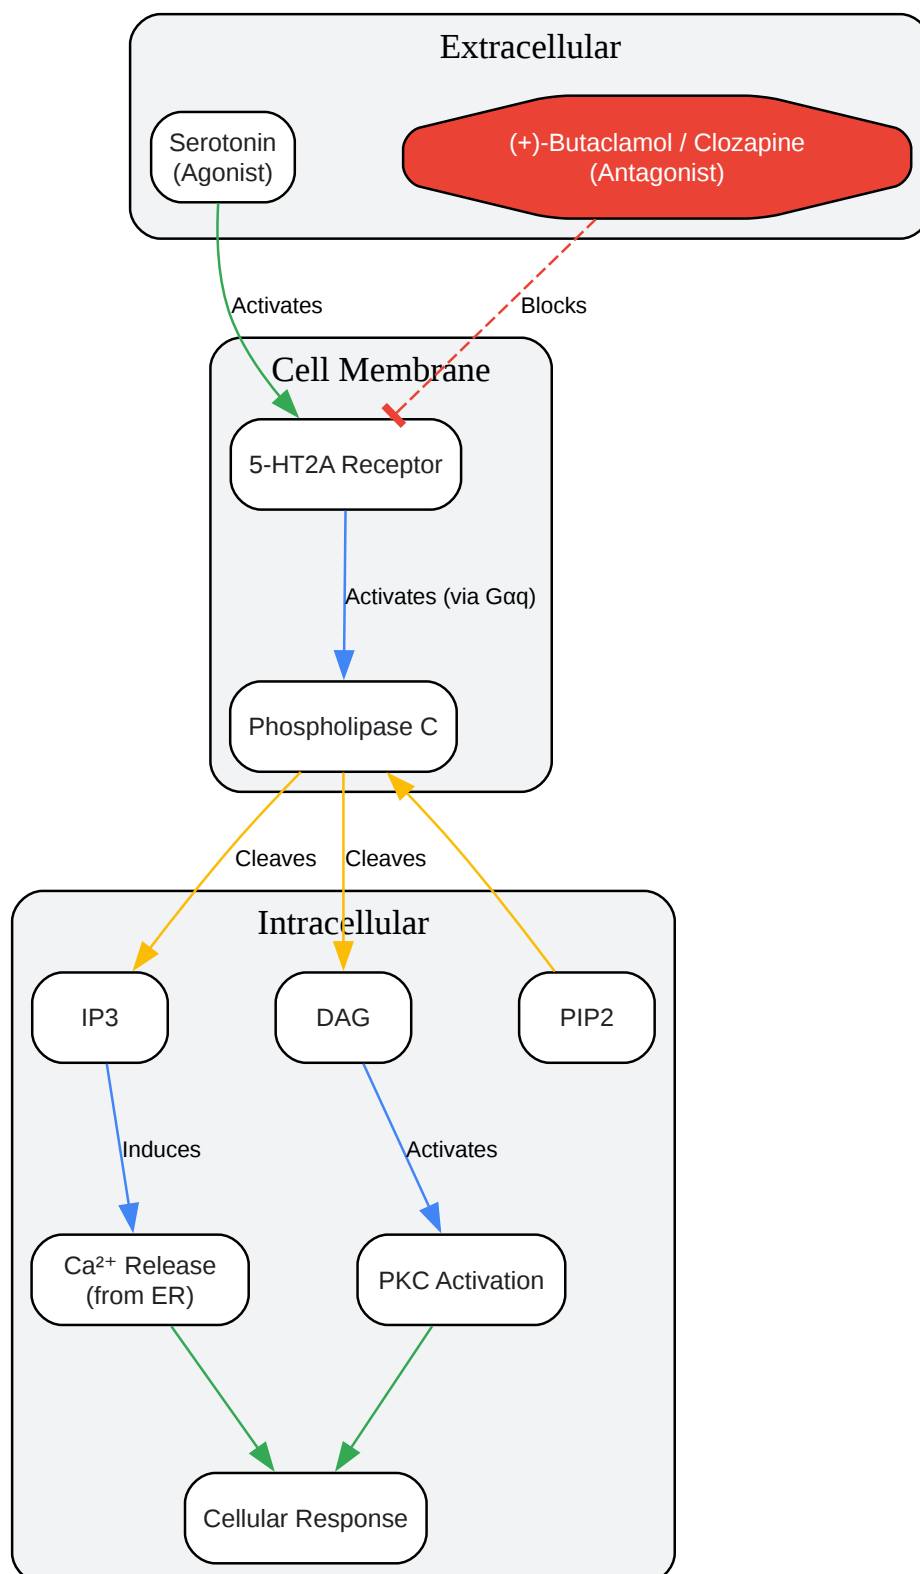 Extracellular
Serotonin
(Agonist)
(+)-Butaclamol / Clozapine
(Antagonist)
Activates
Blocks
Cell Membrane
5-HT2A Receptor
Activates (via Gαq)
Phospholipase C
Cleaves
Cleaves
Intracellular
IP3
DAG
PIP2
Induces
Activates
Ca²⁺ Release
(from ER)
PKC Activation
Cellular Response